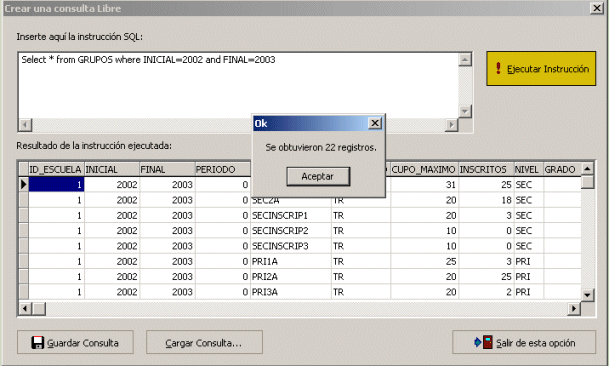 Crear una consulta Libre
Inserte aquí la instrucción SQL:
Select * from GRUPOS where INICIAL=2002 and FINAL=2003
! Ejecutar Instrucción
Ok
Se obtuvieron 22 registros.
Aceptar
Resultado de la instrucción ejecutada:
ID_ESCUELA INICIAL FINAL PERIODO CUPO_MAXIMO INSCRITOS NIVEL GRADO
1 2002 2003 0 31 25 SEC
1 2002 2003 0 SEC2A TR 20 18 SEC
1 2002 2003 0 SECINSCRIP1 TR 20 3 SEC
1 2002 2003 0 SECINSCRIP2 TR 10 0 SEC
1 2002 2003 0 SECINSCRIP3 TR 10 0 SEC
1 2002 2003 0 PRI1A TR 25 3 PRI
1 2002 2003 0 PRI2A TR 20 25 PRI
1 2002 2003 0 PRI3A TR 20 2 PRI
Guardar Consulta Cargar Consulta... Salir de esta opción